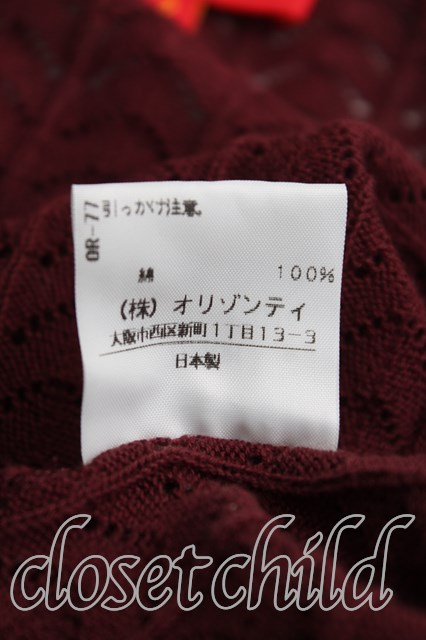 OR-77
引っかけ注意。
綿 100%
(株) オリゾンティ
大阪市西区新町1丁目13-3
日本製
closetchild